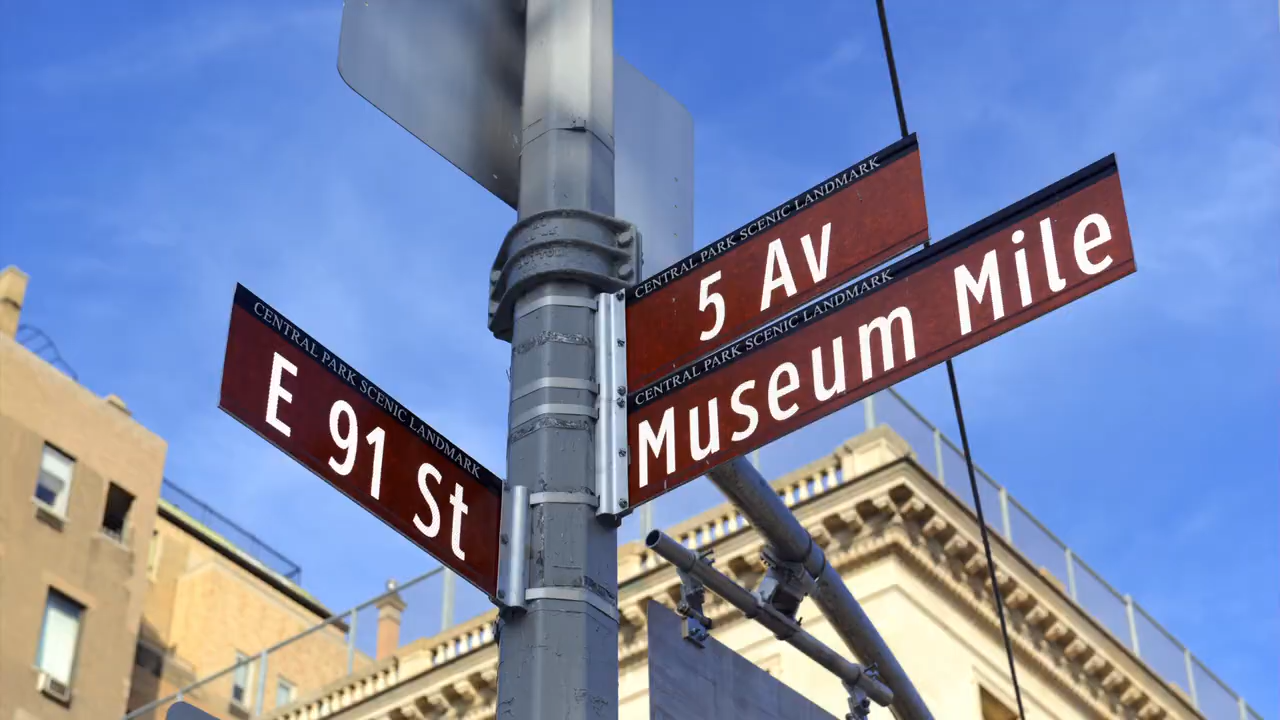 CENTRAL PARK SCENIC LANDMARK
E 91 St
CENTRAL PARK SCENIC LANDMARK
5 Av
CENTRAL PARK SCENIC LANDMARK
Museum Mile